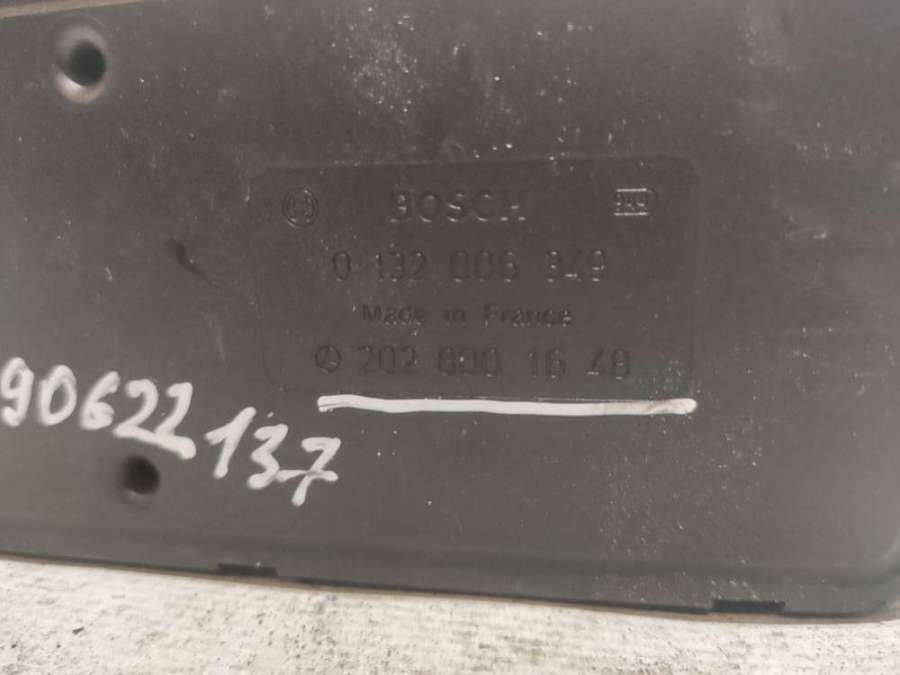 BOSCH
0 132 006 349
Made in France
202 800 16 48
90622137